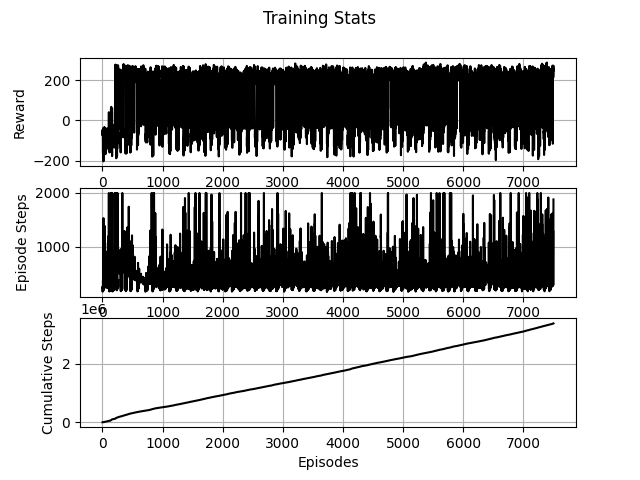 Training Stats
200
0
−200
Reward
0 1000 2000 3000 4000 5000 6000 7000
2000
1000
Episode Steps
0 1000 2000 3000 4000 5000 6000 7000
1e6
2
0
Cumulative Steps
0 1000 2000 3000 4000 5000 6000 7000
Episodes